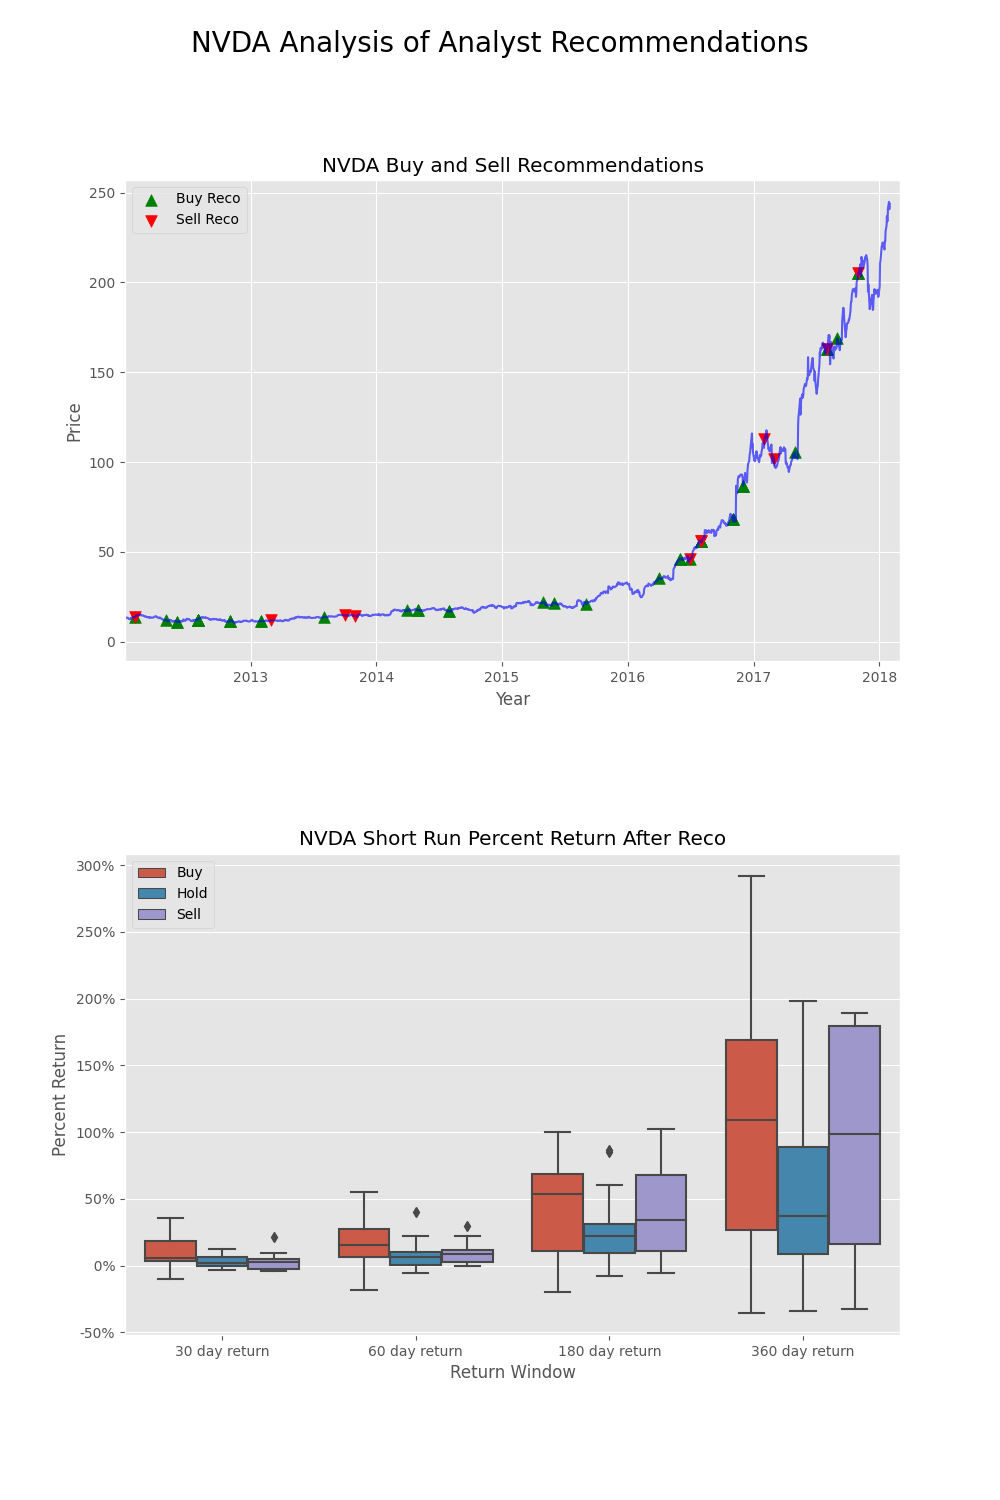 NVDA Analysis of Analyst Recommendations
NVDA Buy and Sell Recommendations
Buy Reco
Sell Reco
250
200
150
100
50
0
Price
2013 2014 2015 2016 2017 2018
Year
NVDA Short Run Percent Return After Reco
Buy
Hold
Sell
300%
250%
200%
150%
100%
50%
0%
-50%
Percent Return
30 day return 60 day return 180 day return 360 day return
Return Window